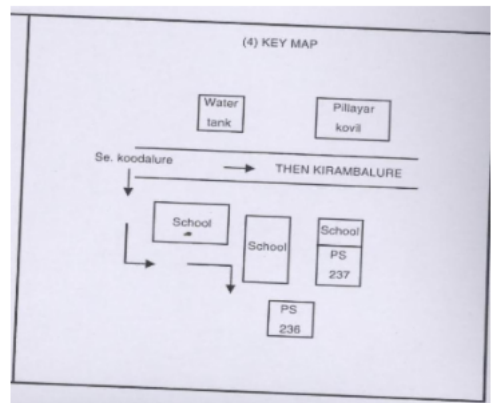 (4) KEY MAP
Water
tank
Pillayar
kovil
Se. koodalure
THEN KIRAMBALURE
School
School
School
PS
237
PS
236